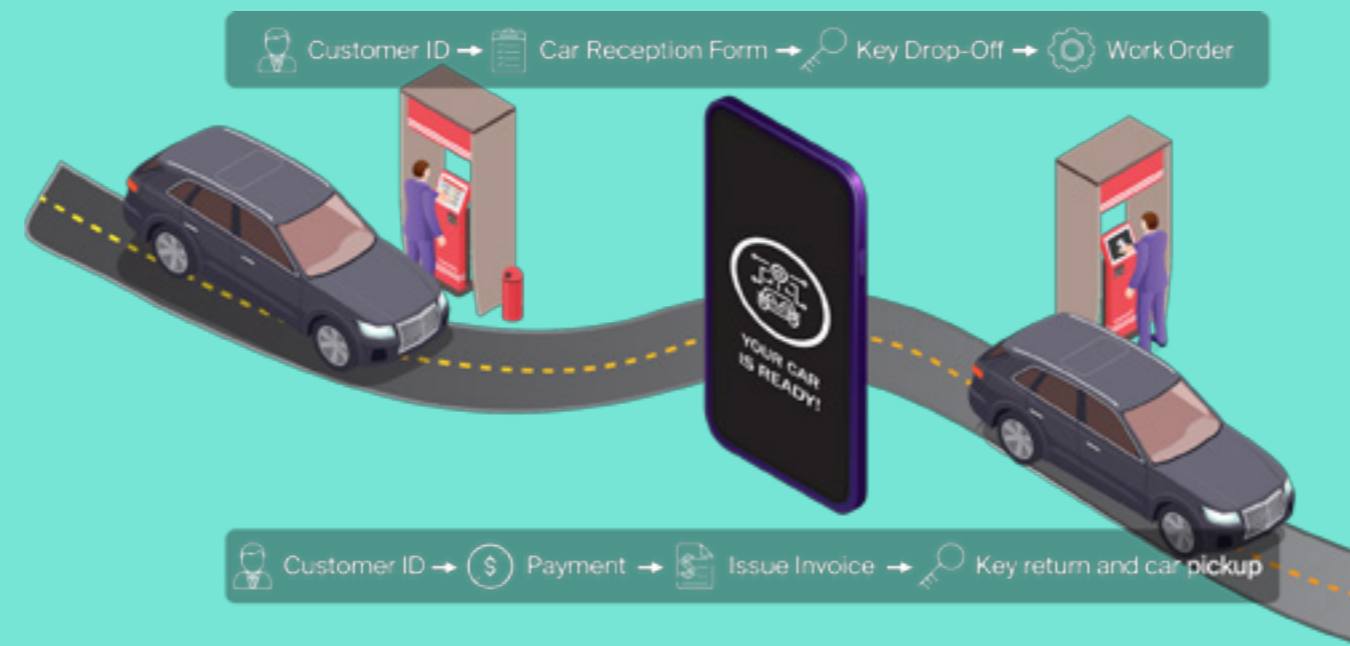 Customer ID → Car Reception Form → Key Drop-Off → Work Order
YOUR CAR
IS READY!
Customer ID → Payment → Issue Invoice → Key return and car pickup